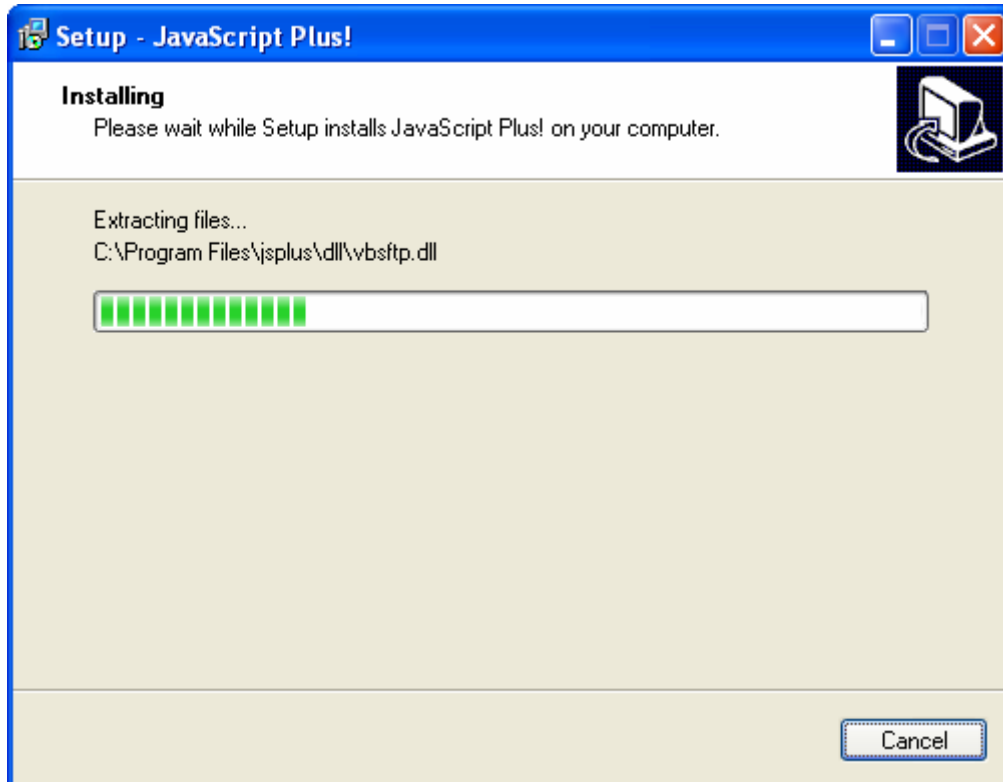 Setup - JavaScript Plus!
Installing
Please wait while Setup installs JavaScript Plus! on your computer.
Extracting files...
C:\Program Files\jsplus\dll\vbsftp.dll
Cancel